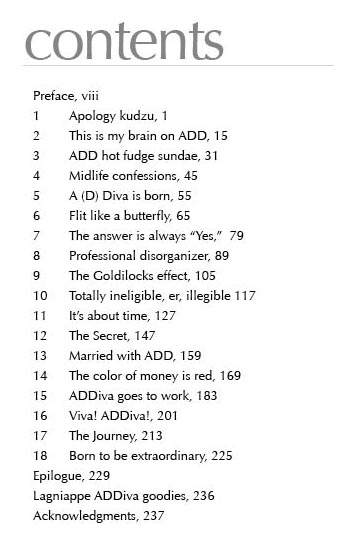 contents
Preface, viii
1 Apology kudzu, 1
2 This is my brain on ADD, 15
3 ADD hot fudge sundae, 31
4 Midlife confessions, 45
5 A (D) Diva is born, 55
6 Flit like a butterfly, 65
7 The answer is always “Yes,” 79
8 Professional disorganizer, 89
9 The Goldilocks effect, 105
10 Totally ineligible, er, illegible 117
11 It’s about time, 127
12 The Secret, 147
13 Married with ADD, 159
14 The color of money is red, 169
15 ADDiva goes to work, 183
16 Viva! ADDiva!, 201
17 The Journey, 213
18 Born to be extraordinary, 225
Epilogue, 229
Lagniappe ADDiva goodies, 236
Acknowledgments, 237